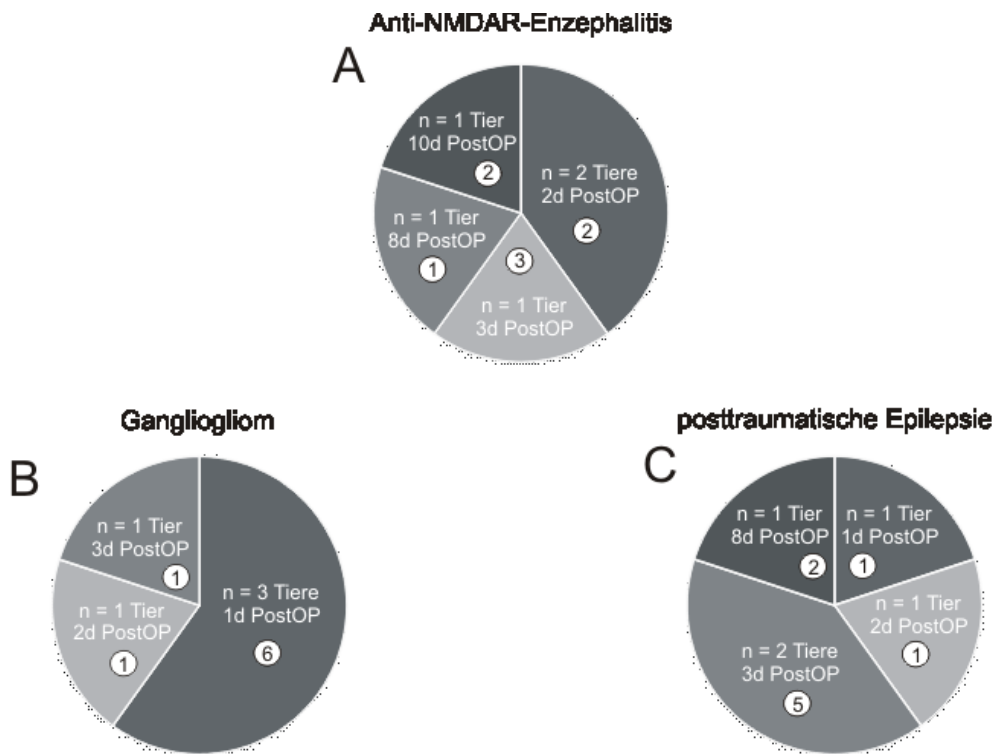 Anti-NMDAR-Enzephalitis
A
n = 1 Tier
10d PostOP
2
n = 2 Tiere
2d PostOP
2
n = 1 Tier
8d PostOP
1
3
n = 1 Tier
3d PostOP
Gangliogliom
B
n = 1 Tier
3d PostOP
1
n = 3 Tiere
1d PostOP
6
n = 1 Tier
2d PostOP
1
posttraumatische Epilepsie
C
n = 1 Tier
8d PostOP
2
n = 1 Tier
1d PostOP
1
n = 1 Tier
2d PostOP
1
n = 2 Tiere
3d PostOP
5